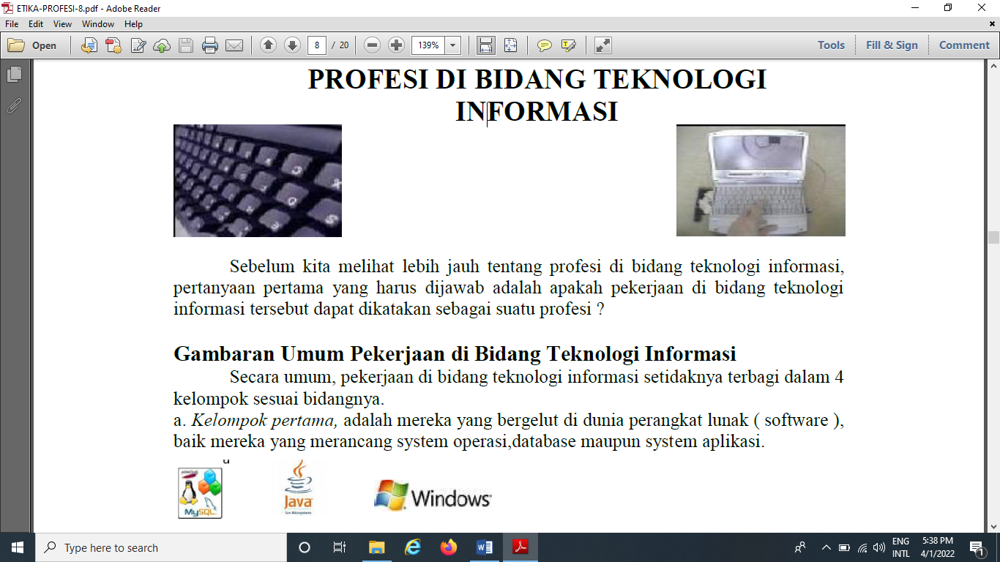 ETIKA-PROFESI-8.pdf - Adobe Reader
File Edit View Window Help
Open 8 / 20 139% Tools Fill & Sign Comment
PROFESI DI BIDANG TEKNOLOGI
INFORMASI
Sebelum kita melihat lebih jauh tentang profesi di bidang teknologi informasi,
pertanyaan pertama yang harus dijawab adalah apakah pekerjaan di bidang teknologi
informasi tersebut dapat dikatakan sebagai suatu profesi ?
Gambaran Umum Pekerjaan di Bidang Teknologi Informasi
Secara umum, pekerjaan di bidang teknologi informasi setidaknya terbagi dalam 4
kelompok sesuai bidangnya.
a. Kelompok pertama, adalah mereka yang bergelut di dunia perangkat lunak ( software ),
baik mereka yang merancang system operasi,database maupun system aplikasi.
MySQL Java Windows
Type here to search ENG 5:38 PM
INTL 4/1/2022 1